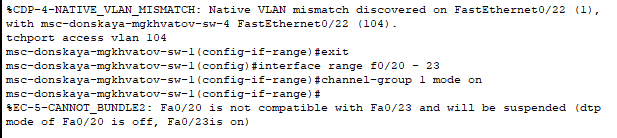 %CDP-4-NATIVE_VLAN_MISMATCH: Native VLAN mismatch discovered on FastEthernet0/22 (1),
with msc-donskaya-mgkhvatov-sw-4 FastEthernet0/22 (104).
tchport access vlan 104
msc-donskaya-mgkhvatov-sw-1(config-if-range)#exit
msc-donskaya-mgkhvatov-sw-1(config)#interface range f0/20 - 23
msc-donskaya-mgkhvatov-sw-1(config-if-range)#channel-group 1 mode on
msc-donskaya-mgkhvatov-sw-1(config-if-range)#
%EC-5-CANNOT_BUNDLE2: Fa0/20 is not compatible with Fa0/23 and will be suspended (dtp
mode of Fa0/20 is off, Fa0/23is on)